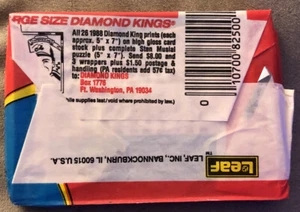 RGE SIZE DIAMOND KINGS®
All 26 1988 Diamond King prints (each
approx. 5" x 7") on high gloss card
stock plus complete Stan Musial
puzzle (5" x 7"). Send $8.00 and
3 wrappers plus $1.50 postage &
handling (PA residents add 57¢ tax)
to: DIAMOND KINGS
Box 1776
Ft. Washington, PA 19034
while supplies last/void where prohibited by law.)
0 10700 82500
Leaf™
LEAF, INC., BANNOCKBURN, IL 60015 U.S.A.